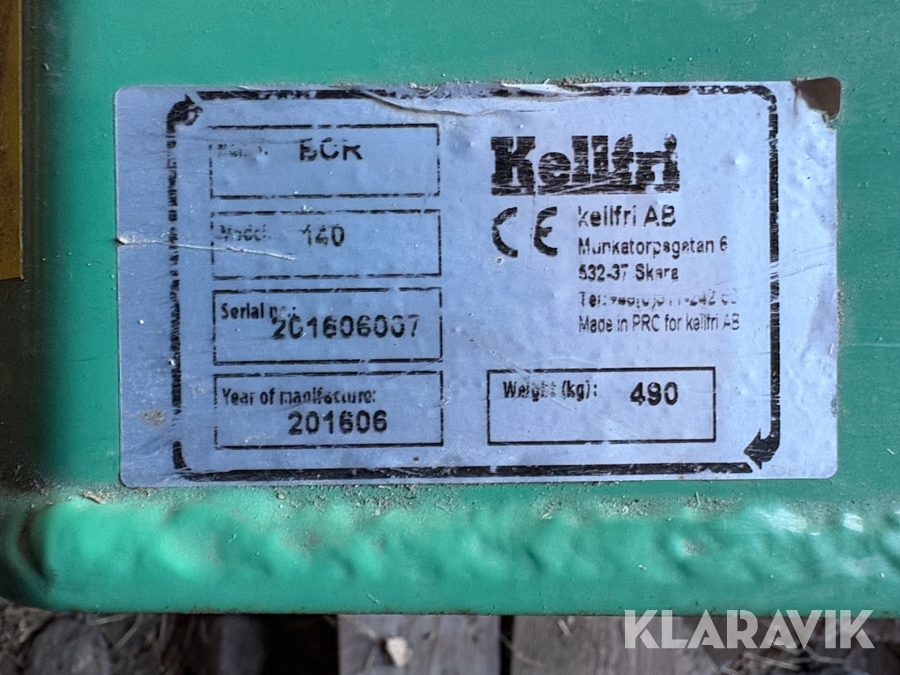 BCR
Model: 140
Serial no.:
201606007
Year of manifacture:
201606
Kellfri
CE
kellfri AB
Munkatorpsgatan 6
532-37 Skara
Tel:
Made in PRC for kellfri AB
Weight (kg): 490
KLARAVIK